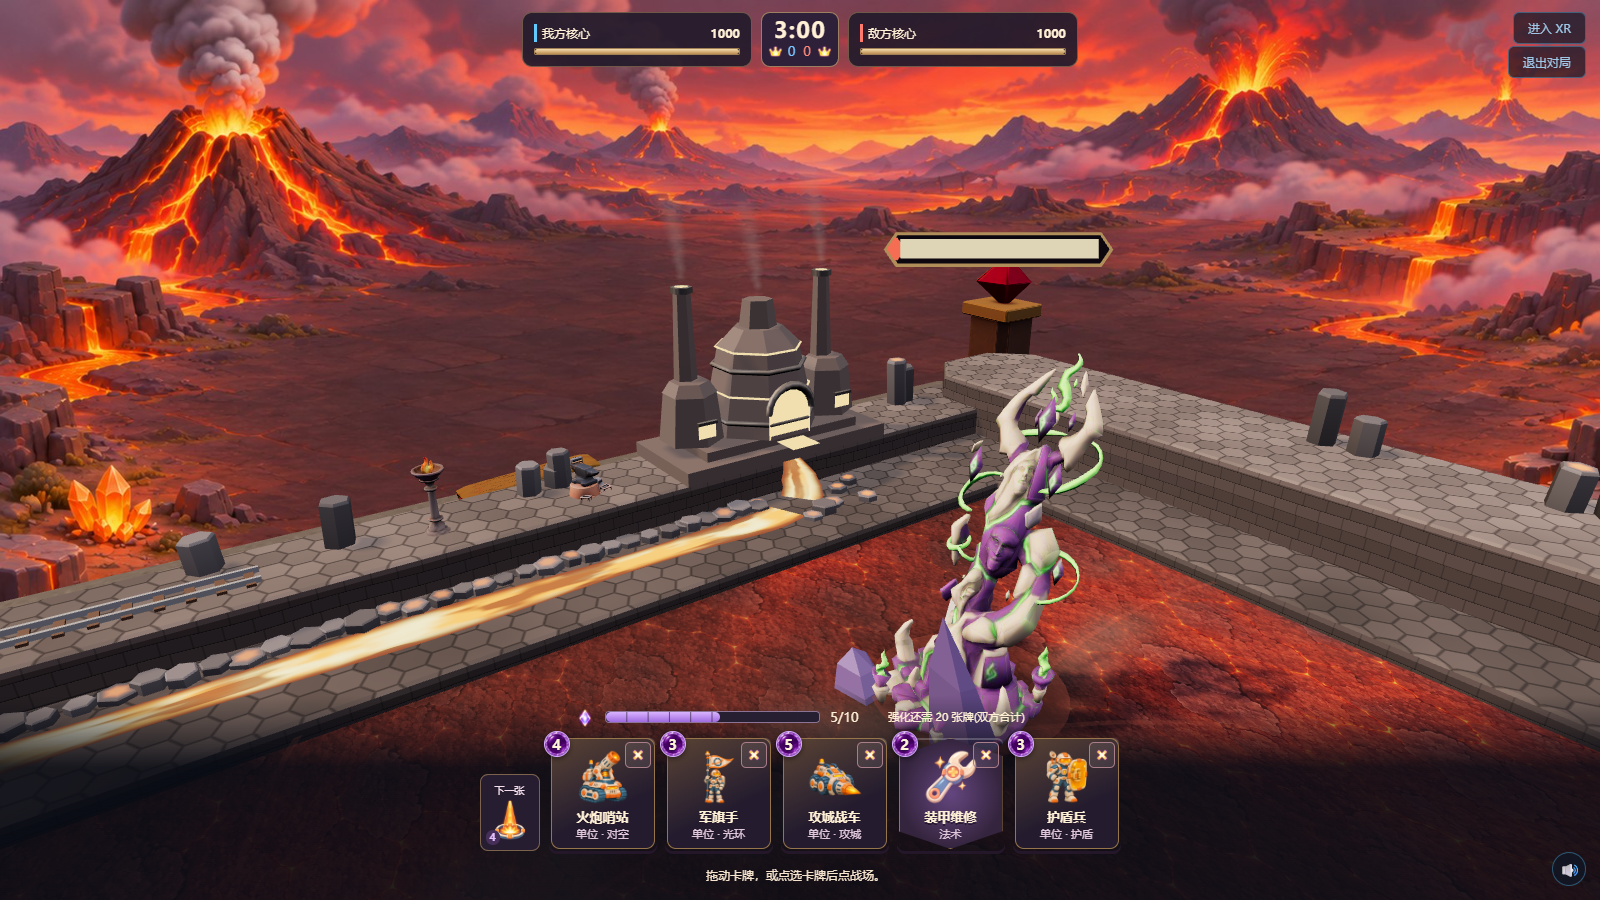 我方核心 1000
3:00
0 0
敌方核心 1000
进入 XR
退出对局
5/10
强化还需 20 张牌(双方合计)
下一张
4
4
火炮哨站
单位 · 对空
3
军旗手
单位 · 光环
5
攻城战车
单位 · 攻城
2
装甲维修
法术
3
护盾兵
单位 · 护盾
拖动卡牌，或点选卡牌后点战场。